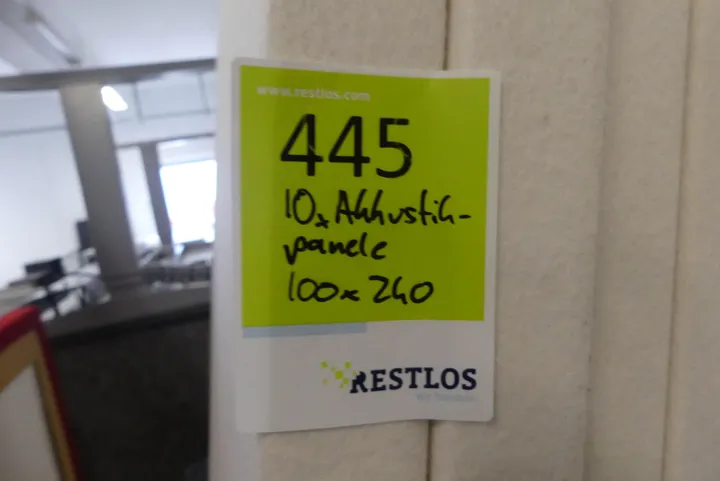 www.restlos.com
445
10x Akkustik-
panele
100x240
RESTLOS